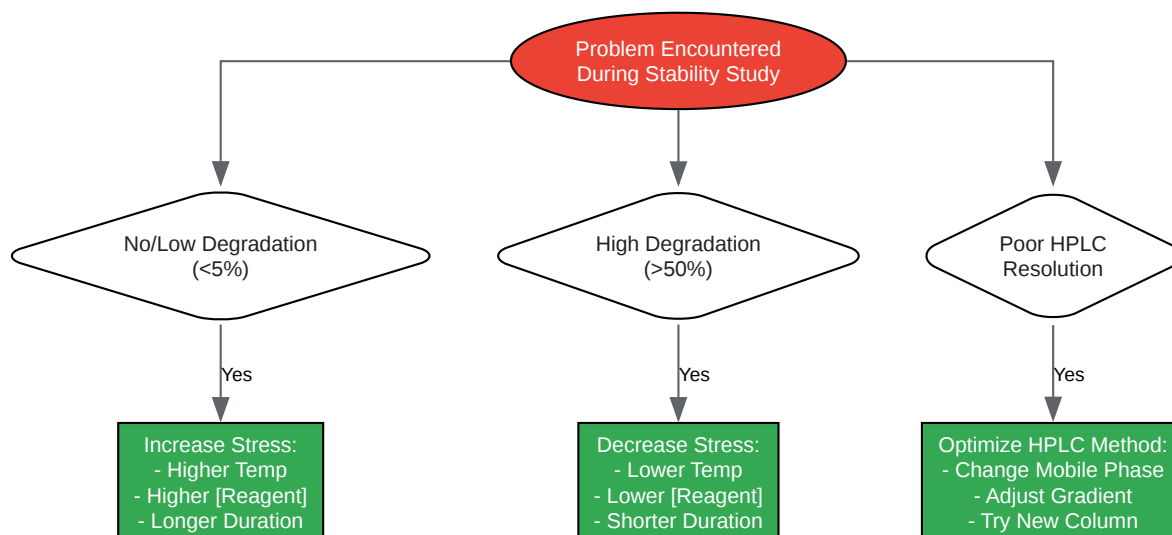 Problem Encountered
During Stability Study
No/Low Degradation
(<5%)
High Degradation
(>50%)
Poor HPLC
Resolution
Yes
Yes
Yes
Increase Stress:
- Higher Temp
- Higher [Reagent]
- Longer Duration
Decrease Stress:
- Lower Temp
- Lower [Reagent]
- Shorter Duration
Optimize HPLC Method:
- Change Mobile Phase
- Adjust Gradient
- Try New Column